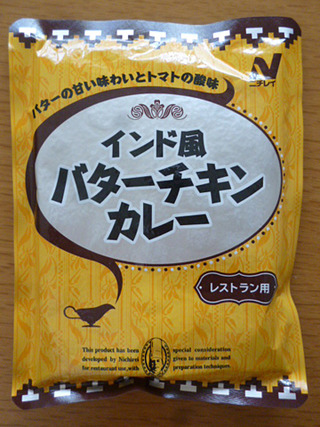 ニチレイ
バターの甘い味わいとトマトの酸味
インド風
バターチキン
カレー
レストラン用
This product has been
developed by Nichirei
for restaurant use, with
special consideration
given to materials and
preparation techniques.